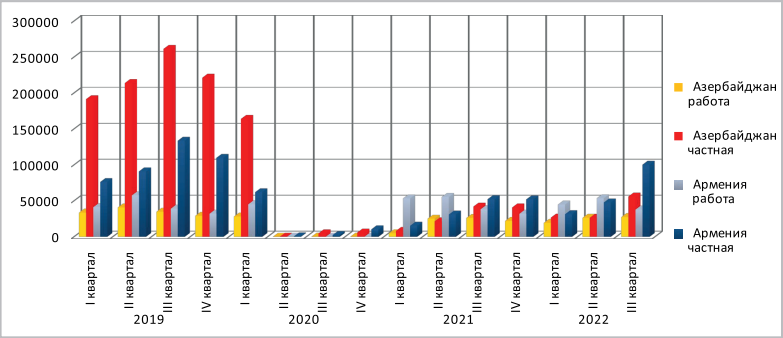 300000
250000
200000
150000
100000
50000
0
I квартал
II квартал
III квартал
IV квартал
I квартал
II квартал
III квартал
IV квартал
I квартал
II квартал
III квартал
IV квартал
I квартал
II квартал
III квартал
2019
2020
2021
2022
Азербайджан
работа
Азербайджан
частная
Армения
работа
Армения
частная